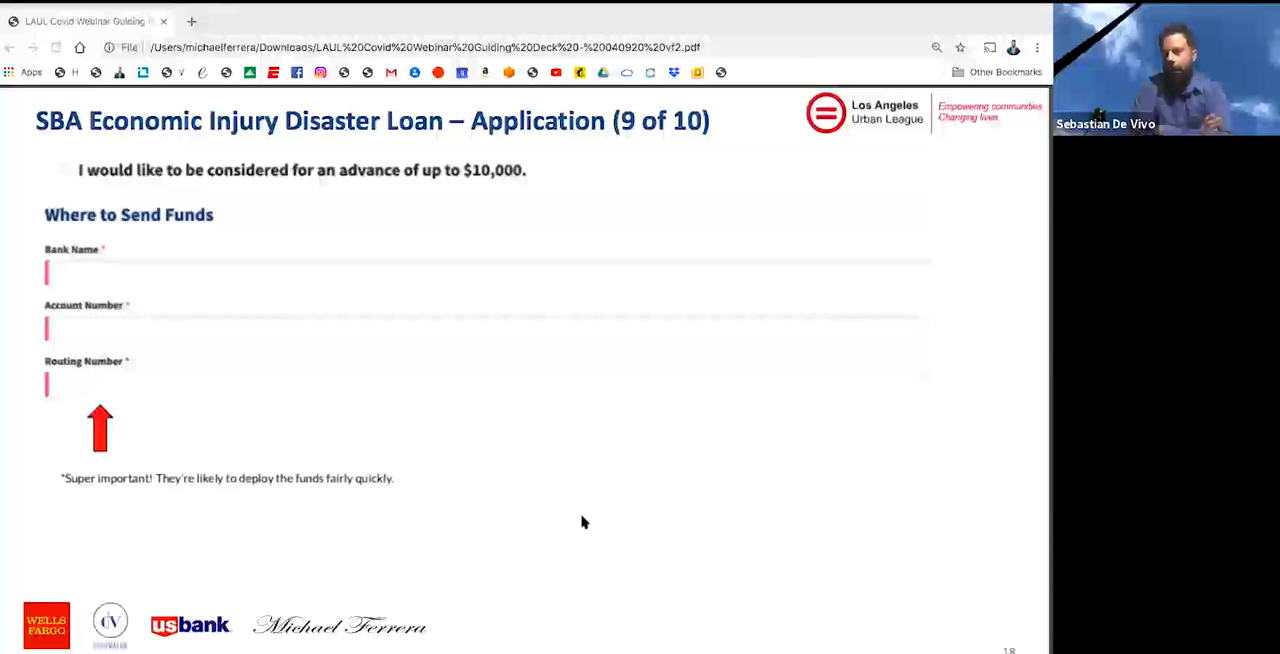 LAUL Covid Webinar Guiding
File
/Users/michaelferrera/Downloads/LAUL%20Covid%20Webinar%20Guiding%20Deck%20-%20040920%20vf2.pdf
Apps
H
V
Other Bookmarks
SBA Economic Injury Disaster Loan – Application (9 of 10)
Los Angeles
Urban League
Empowering communities
Changing lives
I would like to be considered for an advance of up to $10,000.
Where to Send Funds
Bank Name *
Account Number *
Routing Number *
*Super important! They're likely to deploy the funds fairly quickly.
WELLS
FARGO
dv
usbank
Michael Ferrera
18
Sebastian De Vivo